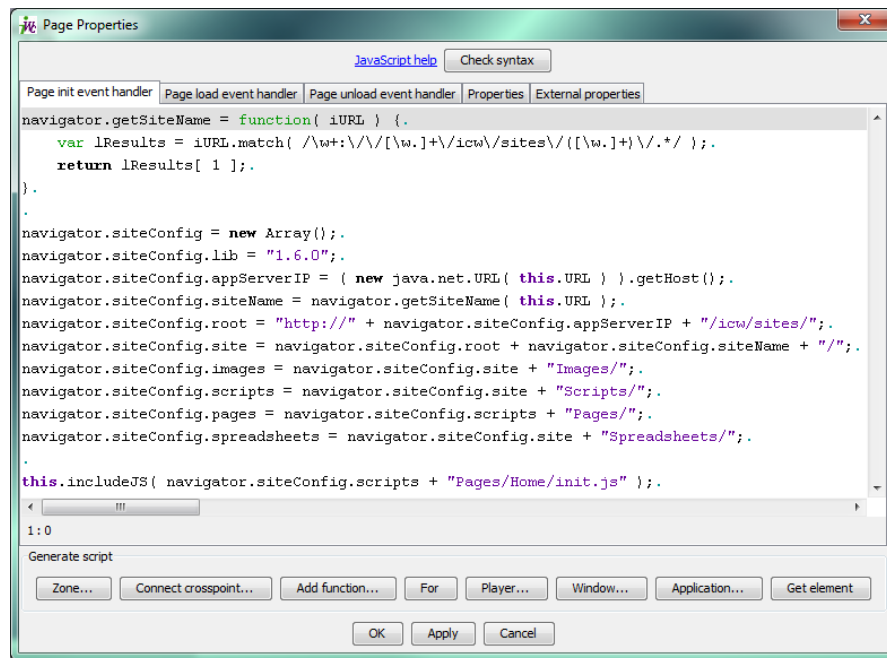 Page Properties
JavaScript help Check syntax
Page init event handler Page load event handler Page unload event handler Properties External properties
navigator.getSiteName = function( iURL ) {.
    var lResults = iURL.match( /\w+:\/\/[\w.]+\/icw\/sites\/([\w.]+)\/.*/ );.
    return lResults[ 1 ];.
}.
.
navigator.siteConfig = new Array();.
navigator.siteConfig.lib = "1.6.0";.
navigator.siteConfig.appServerIP = ( new java.net.URL( this.URL ) ).getHost();.
navigator.siteConfig.siteName = navigator.getSiteName( this.URL );.
navigator.siteConfig.root = "http://" + navigator.siteConfig.appServerIP + "/icw/sites/";.
navigator.siteConfig.site = navigator.siteConfig.root + navigator.siteConfig.siteName + "/";.
navigator.siteConfig.images = navigator.siteConfig.site + "Images/";.
navigator.siteConfig.scripts = navigator.siteConfig.site + "Scripts/";.
navigator.siteConfig.pages = navigator.siteConfig.scripts + "Pages/";.
navigator.siteConfig.spreadsheets = navigator.siteConfig.site + "Spreadsheets/";.
.
this.includeJS( navigator.siteConfig.scripts + "Pages/Home/init.js" );.
1:0
Generate script
Zone... Connect crosspoint... Add function... For Player... Window... Application... Get element
OK Apply Cancel